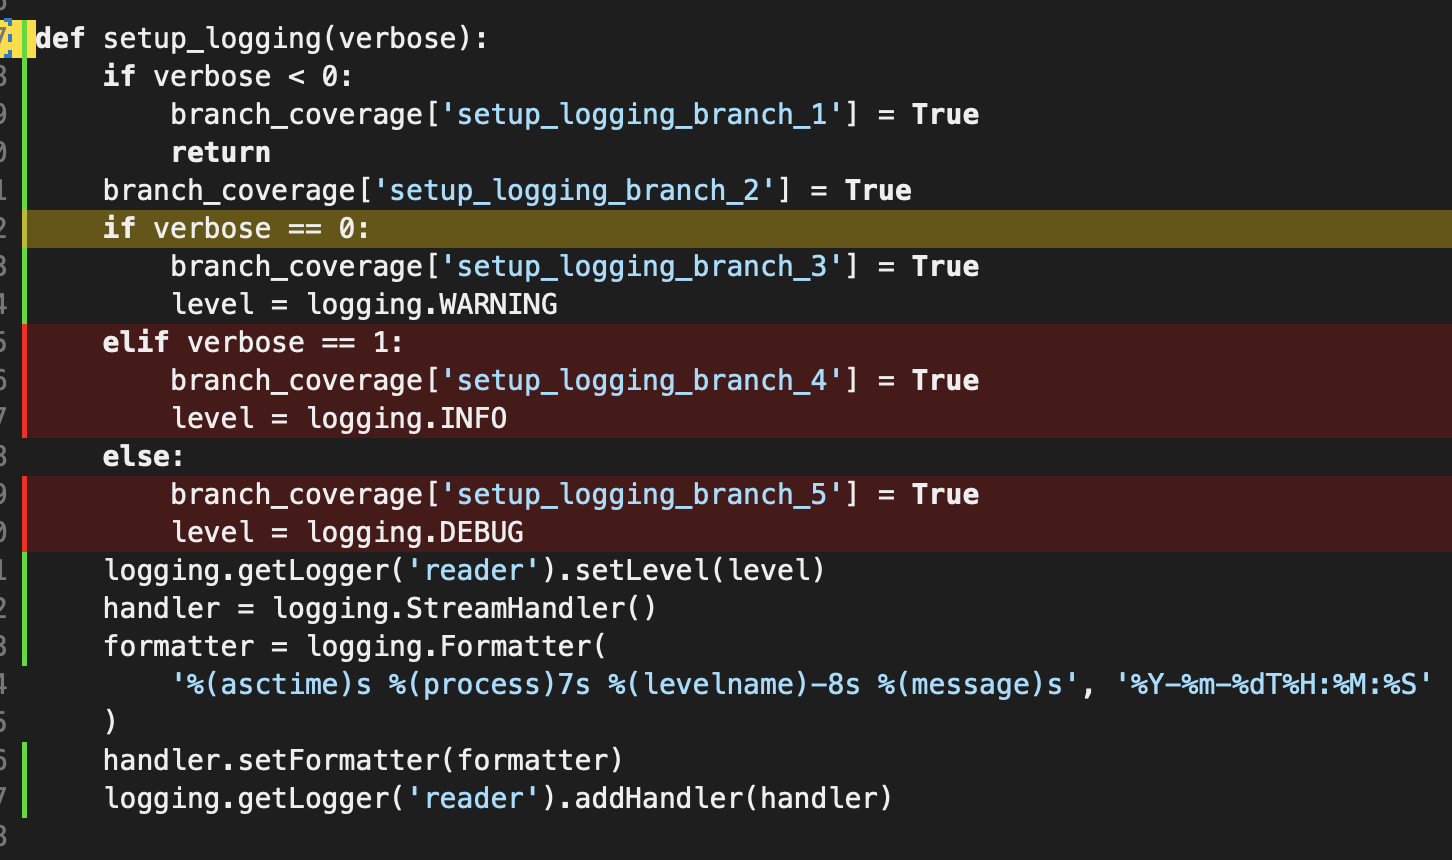 def setup_logging(verbose):
    if verbose < 0:
        branch_coverage['setup_logging_branch_1'] = True
        return
    branch_coverage['setup_logging_branch_2'] = True
    if verbose == 0:
        branch_coverage['setup_logging_branch_3'] = True
        level = logging.WARNING
    elif verbose == 1:
        branch_coverage['setup_logging_branch_4'] = True
        level = logging.INFO
    else:
        branch_coverage['setup_logging_branch_5'] = True
        level = logging.DEBUG
    logging.getLogger('reader').setLevel(level)
    handler = logging.StreamHandler()
    formatter = logging.Formatter(
        '%(asctime)s %(process)7s %(levelname)-8s %(message)s', '%Y-%m-%dT%H:%M:%S'
    )
    handler.setFormatter(formatter)
    logging.getLogger('reader').addHandler(handler)